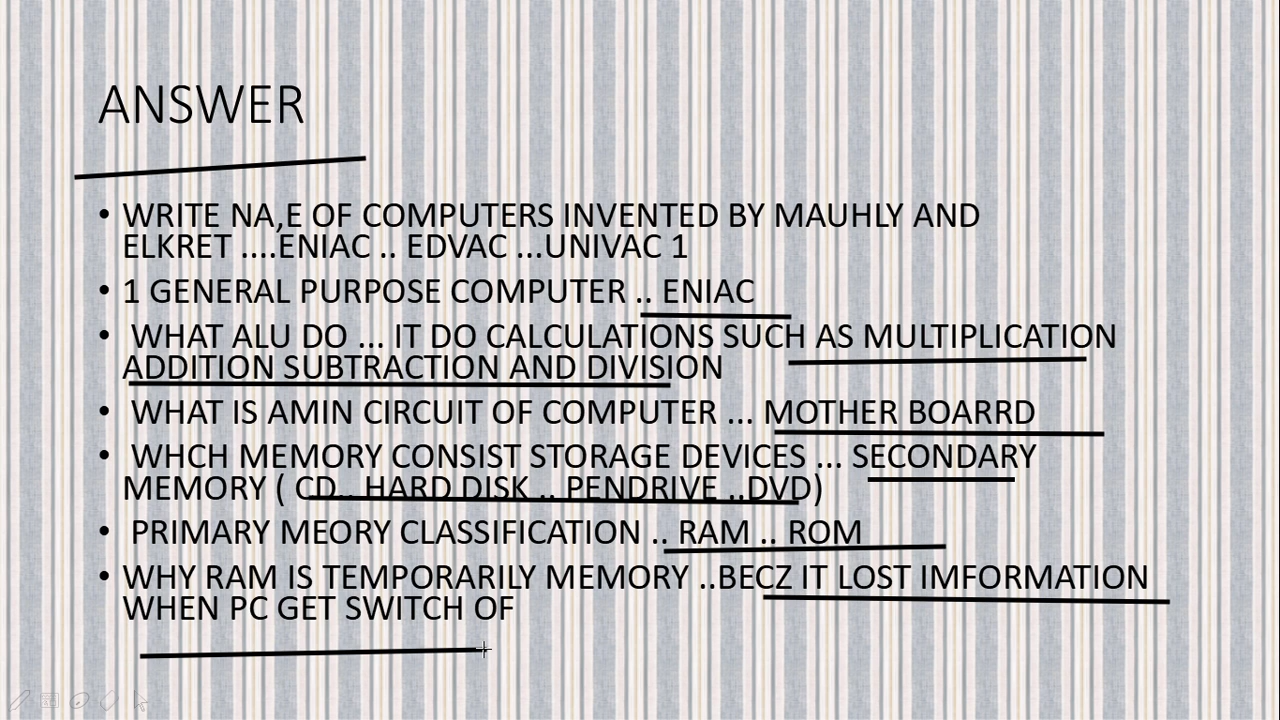 ANSWER
• WRITE NA,E OF COMPUTERS INVENTED BY MAUHLY AND
ELKRET ....ENIAC .. EDVAC ...UNIVAC 1
• 1 GENERAL PURPOSE COMPUTER .. ENIAC
• WHAT ALU DO ... IT DO CALCULATIONS SUCH AS MULTIPLICATION
ADDITION SUBTRACTION AND DIVISION
• WHAT IS AMIN CIRCUIT OF COMPUTER ... MOTHER BOARRD
• WHCH MEMORY CONSIST STORAGE DEVICES ... SECONDARY
MEMORY ( CD.. HARD DISK .. PENDRIVE ..DVD)
• PRIMARY MEORY CLASSIFICATION .. RAM .. ROM
• WHY RAM IS TEMPORARILY MEMORY ..BECZ IT LOST IMFORMATION
WHEN PC GET SWITCH OF